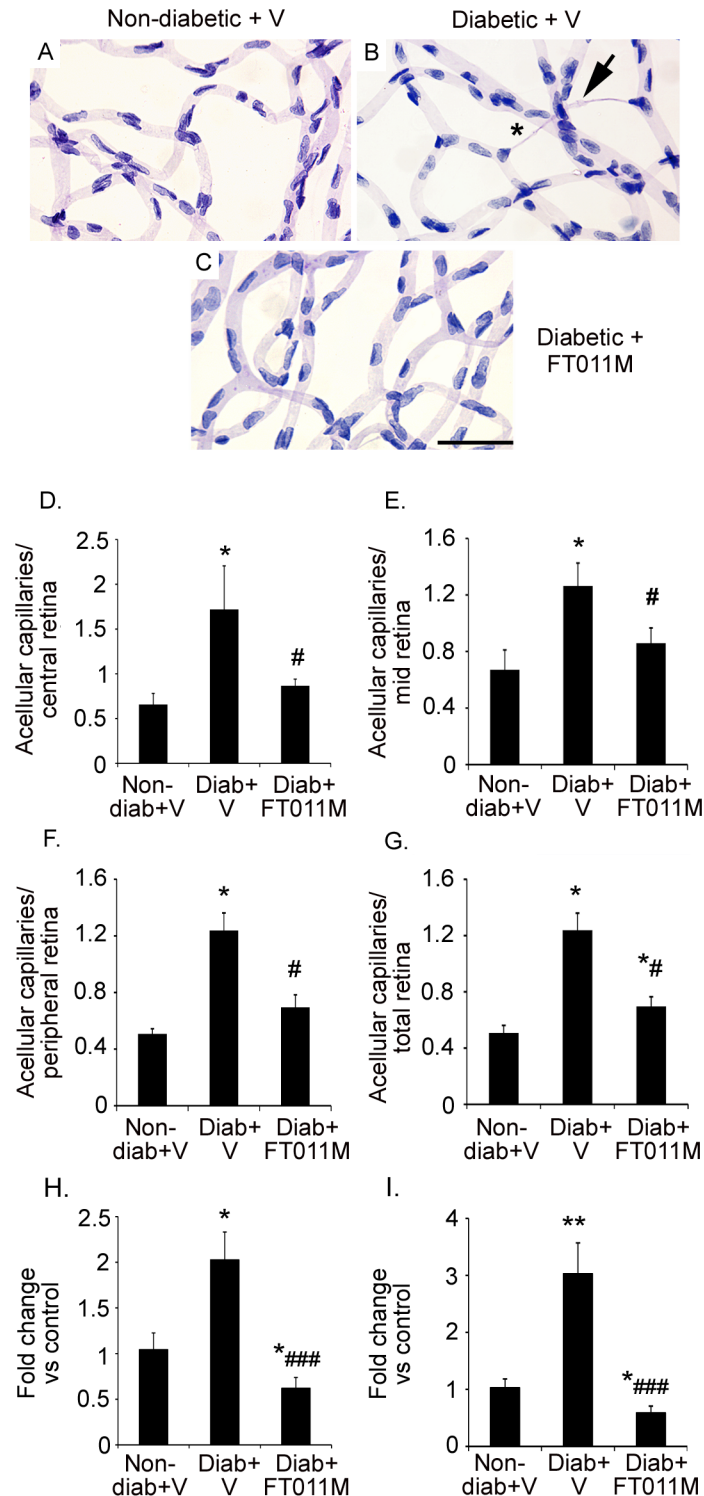 Non-diabetic + V
Diabetic + V
A
B
*
C
Diabetic +
FT011M
D.
Acellular capillaries/
central retina
2.5
2
1.5
1
0.5
0
*
#
Non-
diab+V
Diab+
V
Diab+
FT011M
E.
Acellular capillaries/
mid retina
1.6
1.2
0.8
0.4
0
*
#
Non-
diab+V
Diab+
V
Diab+
FT011M
F.
Acellular capillaries/
peripheral retina
1.6
1.2
0.8
0.4
0
*
#
Non-
diab+V
Diab+
V
Diab+
FT011M
G.
Acellular capillaries/
total retina
1.6
1.2
0.8
0.4
0
*
*#
Non-
diab+V
Diab+
V
Diab+
FT011M
H.
Fold change
vs control
2.5
2
1.5
1
0.5
0
*
*###
Non-
diab+V
Diab+
V
Diab+
FT011M
I.
Fold change
vs control
4
3
2
1
0
**
*###
Non-
diab+V
Diab+
V
Diab+
FT011M